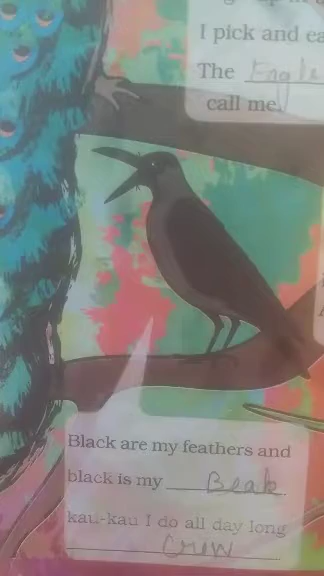 I pick and ea
The Eagle
call me.
Black are my feathers and
black is my Beak
kau-kau I do all day long
Crew